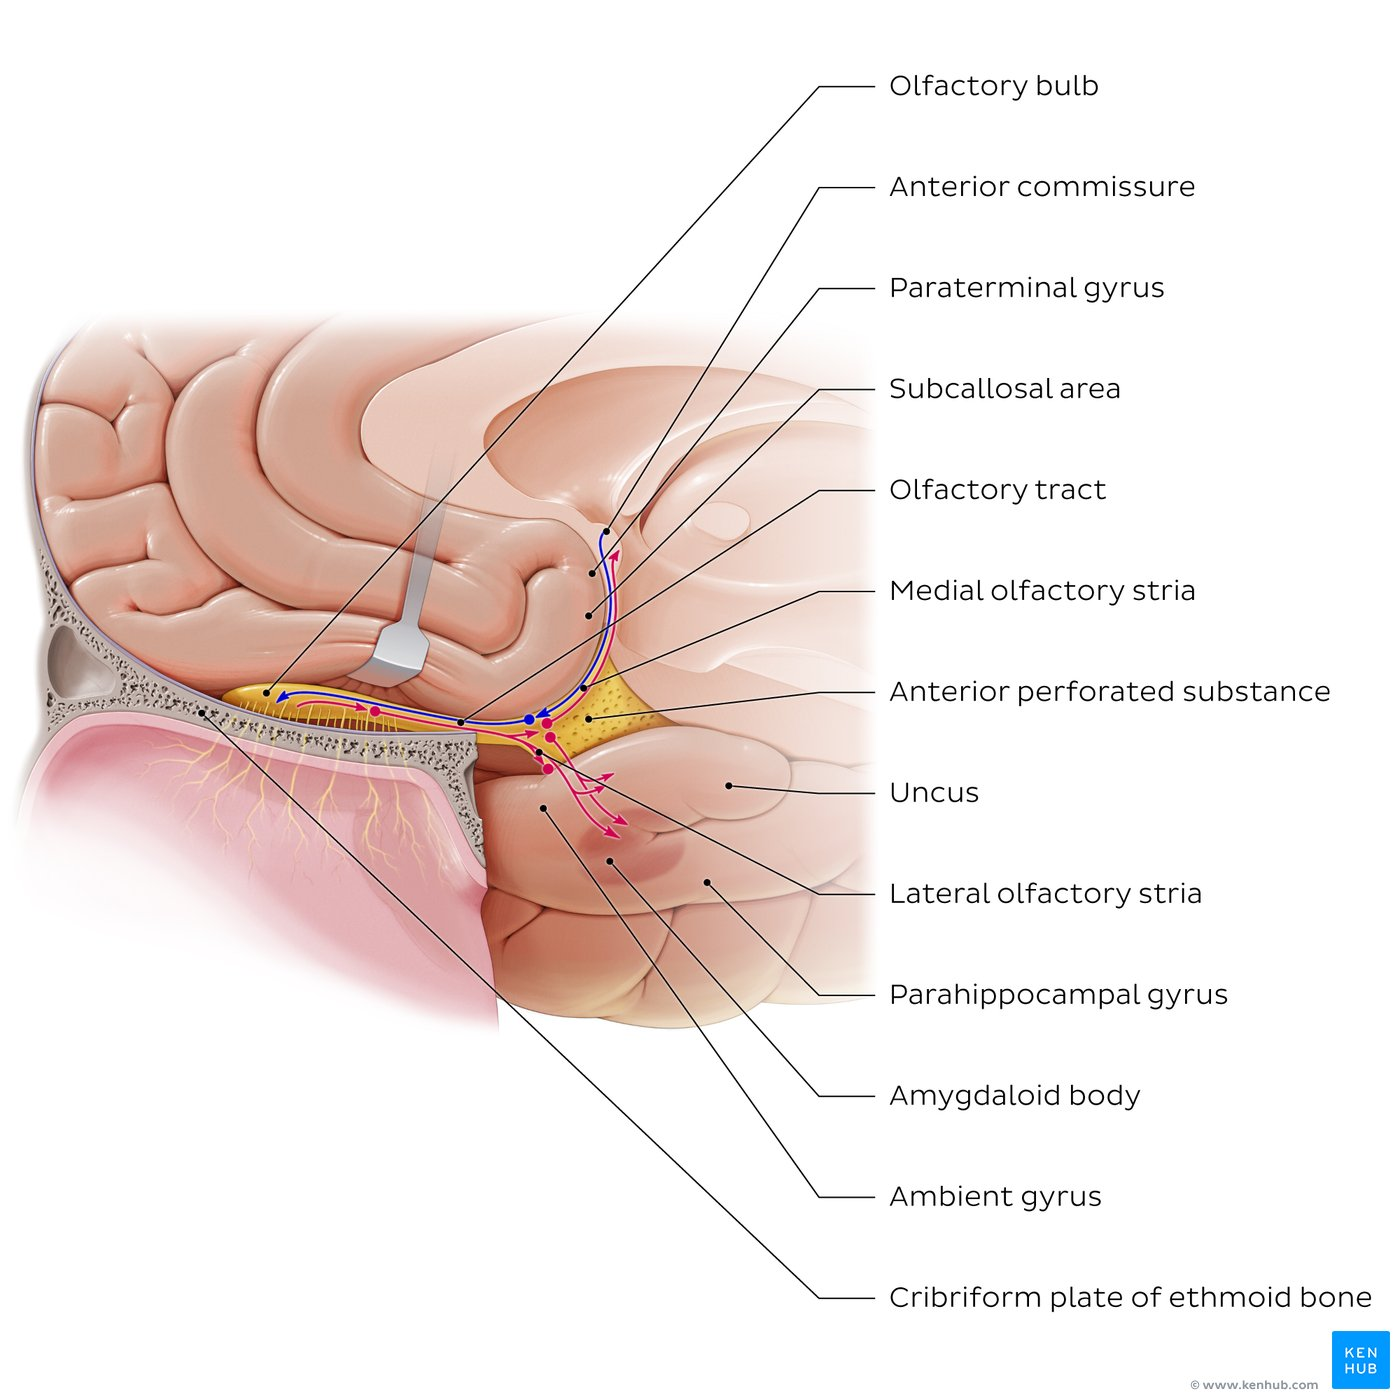 Olfactory bulb
Anterior commissure
Paraterminal gyrus
Subcallosal area
Olfactory tract
Medial olfactory stria
Anterior perforated substance
Uncus
Lateral olfactory stria
Parahippocampal gyrus
Amygdaloid body
Ambient gyrus
Cribriform plate of ethmoid bone
KEN
HUB
© www.kenhub.com